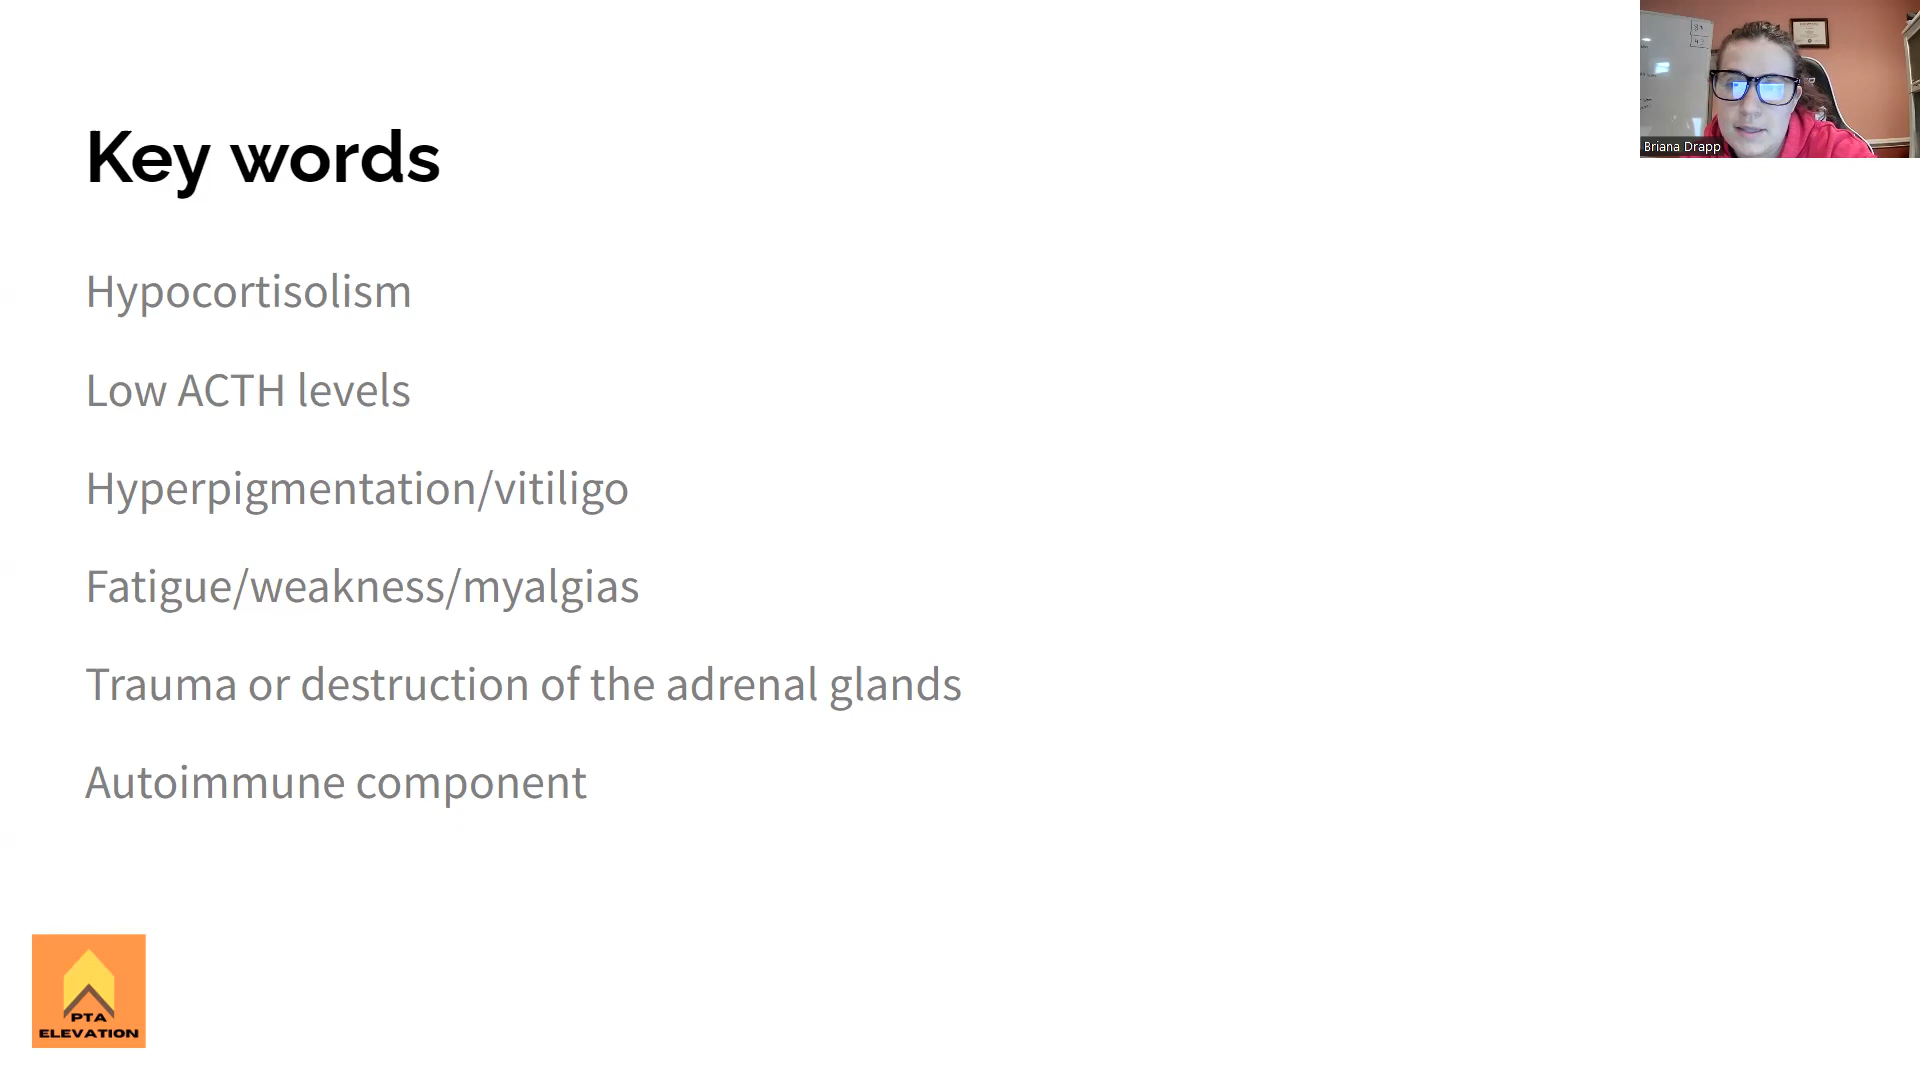 Key words
Hypocortisolism
Low ACTH levels
Hyperpigmentation/vitiligo
Fatigue/weakness/myalgias
Trauma or destruction of the adrenal glands
Autoimmune component
Briana Drapp
PTA
ELEVATION